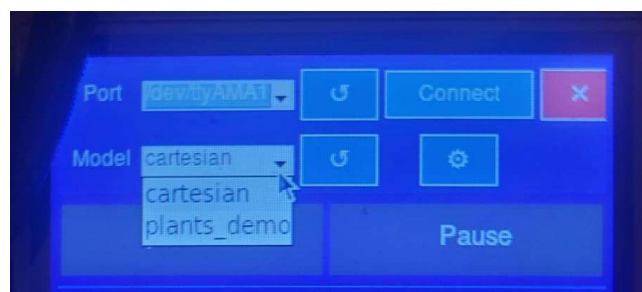 Port /dev/ttyAMA1 Connect
Model cartesian
cartesian
plants_demo
Pause